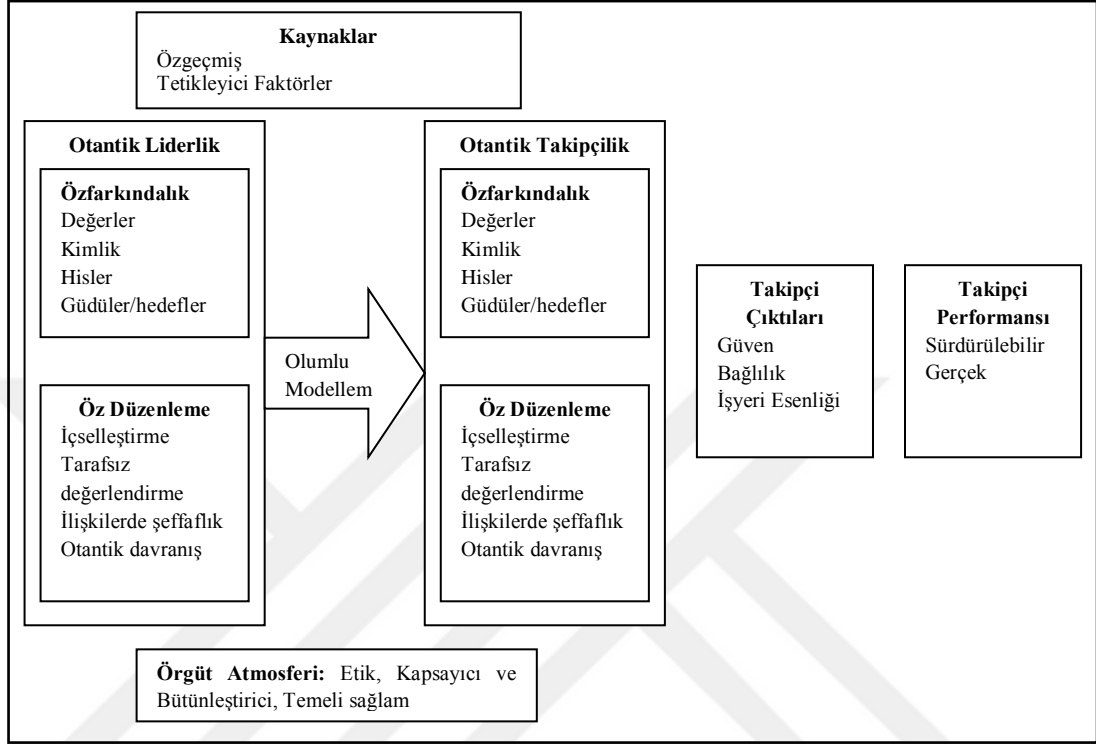 Kaynaklar
Özgeçmiş
Tetikleyici Faktörler
Otantik Liderlik
Özfarkındalık
Değerler
Kimlik
Hisler
Güdüler/hedefler
Öz Düzenleme
İçselleştirme
Tarafsız
değerlendirme
İlişkilerde şeffaflık
Otantik davranış
Olumlu
Modellem
Otantik Takipçilik
Özfarkındalık
Değerler
Kimlik
Hisler
Güdüler/hedefler
Öz Düzenleme
İçselleştirme
Tarafsız
değerlendirme
İlişkilerde şeffaflık
Otantik davranış
Takipçi
Çıktıları
Güven
Bağlılık
İşyeri Esenliği
Takipçi
Performansı
Sürdürülebilir
Gerçek
Örgüt Atmosferi: Etik, Kapsayıcı ve
Bütünleştirici, Temeli sağlam